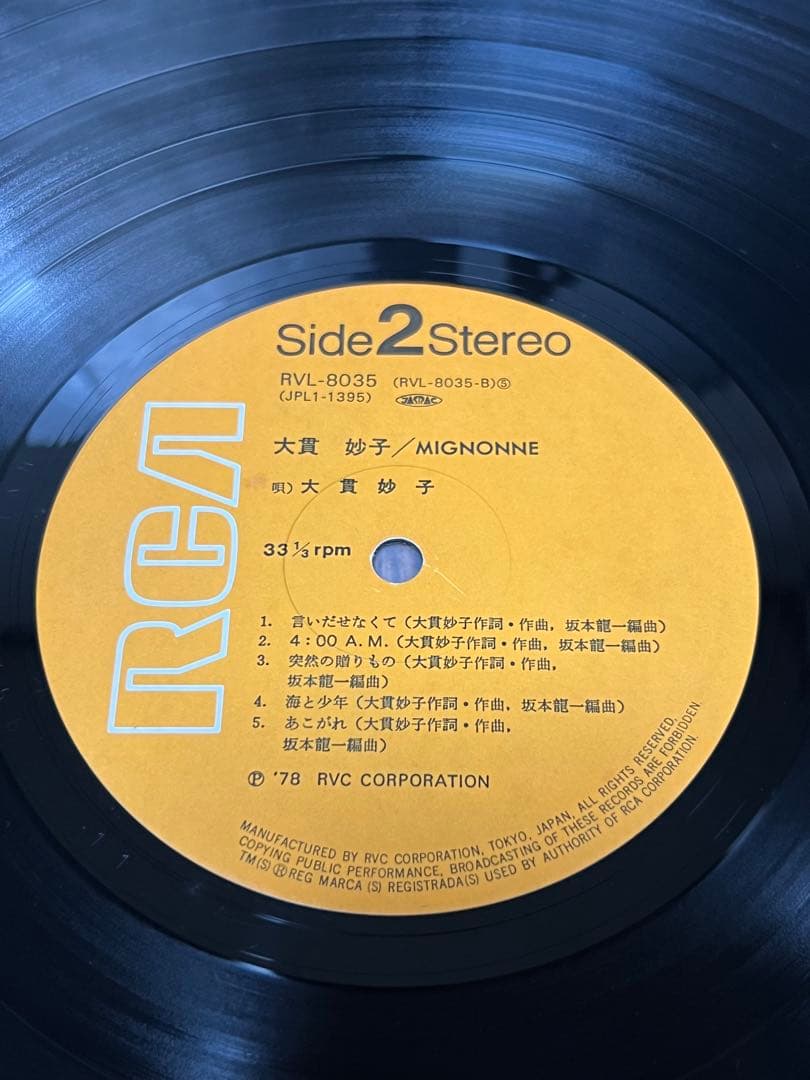 Side 2 Stereo
RVL-8035 (RVL-8035-B)⑤
(JPL1-1395) JASRAC
大貫 妙子／MIGNONNE
唄) 大貫妙子
33 1/3 rpm
1. 言いだせなくて (大貫妙子作詞・作曲, 坂本龍一編曲)
2. 4:00 A.M. (大貫妙子作詞・作曲, 坂本龍一編曲)
3. 突然の贈りもの (大貫妙子作詞・作曲,
坂本龍一編曲)
4. 海と少年 (大貫妙子作詞・作曲, 坂本龍一編曲)
5. あこがれ (大貫妙子作詞・作曲,
坂本龍一編曲)
Ⓟ '78 RVC CORPORATION
RCA
MANUFACTURED BY RVC CORPORATION, TOKYO, JAPAN, ALL RIGHTS RESERVED.
COPYING PUBLIC PERFORMANCE, BROADCASTING OF THESE RECORDS ARE FORBIDDEN.
TM(S) ® REG MARCA (S) REGISTRADA(S) USED BY AUTHORITY OF RCA CORPORATION.